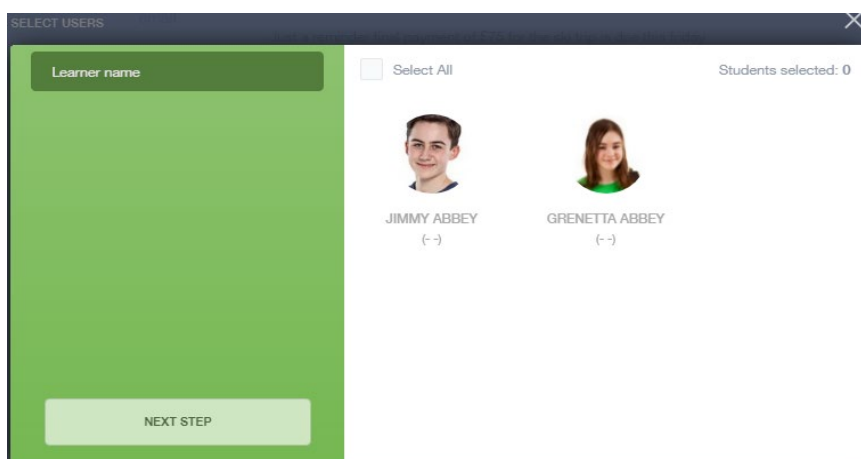 SELECT USERS
Learner name
Select All
Students selected: 0
JIMMY ABBEY
(- -)
GRENETTA ABBEY
(- -)
NEXT STEP